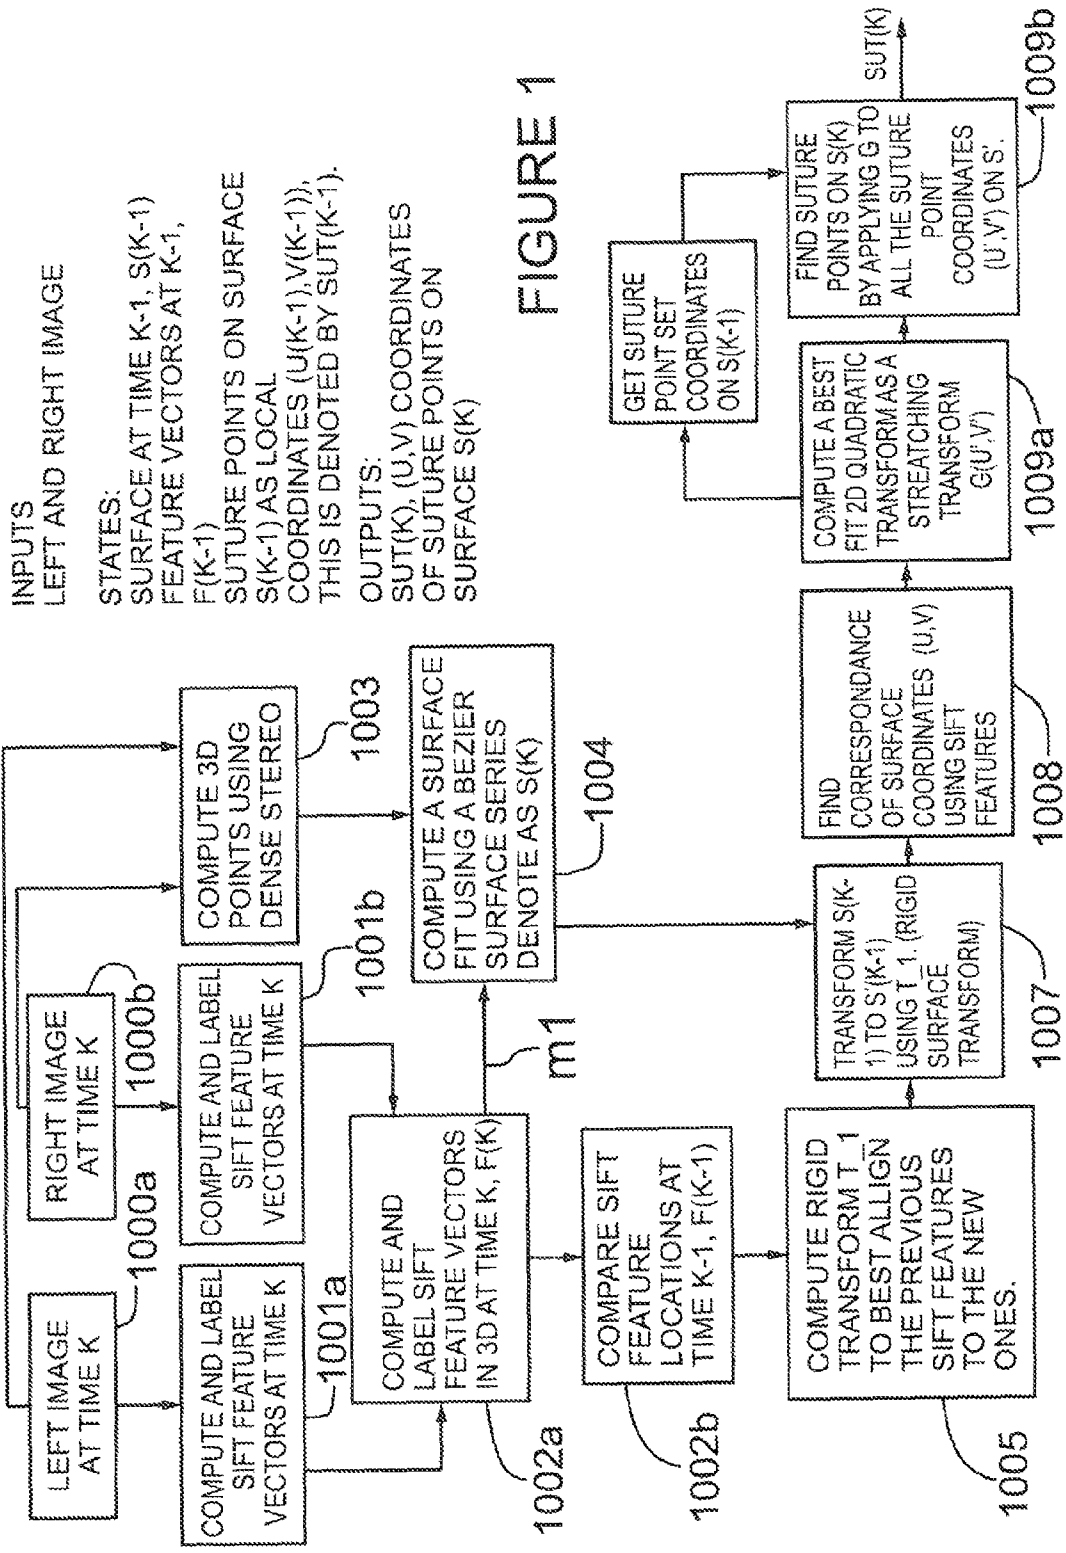 INPUTS
LEFT AND RIGHT IMAGE
STATES:
SURFACE AT TIME K-1, S(K-1)
FEATURE VECTORS AT K-1,
F(K-1)
SUTURE POINTS ON SURFACE
S(K-1) AS LOCAL
COORDINATES (U(K-1),V(K-1)),
THIS IS DENOTED BY SUT(K-1).
OUTPUTS:
SUT(K), (U,V) COORDINATES
OF SUTURE POINTS ON
SURFACE S(K)
FIGURE 1
LEFT IMAGE
AT TIME K
1000a
RIGHT IMAGE
AT TIME K
1000b
COMPUTE AND LABEL
SIFT FEATURE
VECTORS AT TIME K
1001a
COMPUTE AND LABEL
SIFT FEATURE
VECTORS AT TIME K
1001b
COMPUTE 3D
POINTS USING
DENSE STEREO
1003
COMPUTE AND
LABEL SIFT
FEATURE VECTORS
IN 3D AT TIME K, F(K)
1002a
m1
COMPUTE A SURFACE
FIT USING A BEZIER
SURFACE SERIES
DENOTE AS S(K)
1004
COMPARE SIFT
FEATURE
LOCATIONS AT
TIME K-1, F(K-1)
1002b
COMPUTE RIGID
TRANSFORM T_1
TO BEST ALIGN
THE PREVIOUS
SIFT FEATURES
TO THE NEW
ONES.
1005
TRANSFORM S(K-
1) TO S'(K-1)
USING T_1. (RIGID
SURFACE
TRANSFORM)
1007
FIND
CORRESPONDANCE
OF SURFACE
COORDINATES (U,V)
USING SIFT
FEATURES
1008
COMPUTE A BEST
FIT 2D QUADRATIC
TRANSFORM AS A
STREATCHING
TRANSFORM
G(U',V')
1009a
GET SUTURE
POINT SET
COORDINATES
ON S(K-1)
FIND SUTURE
POINTS ON S(K)
BY APPLYING G TO
ALL THE SUTURE
POINT
COORDINATES
(U',V') ON S'.
1009b
SUT(K)